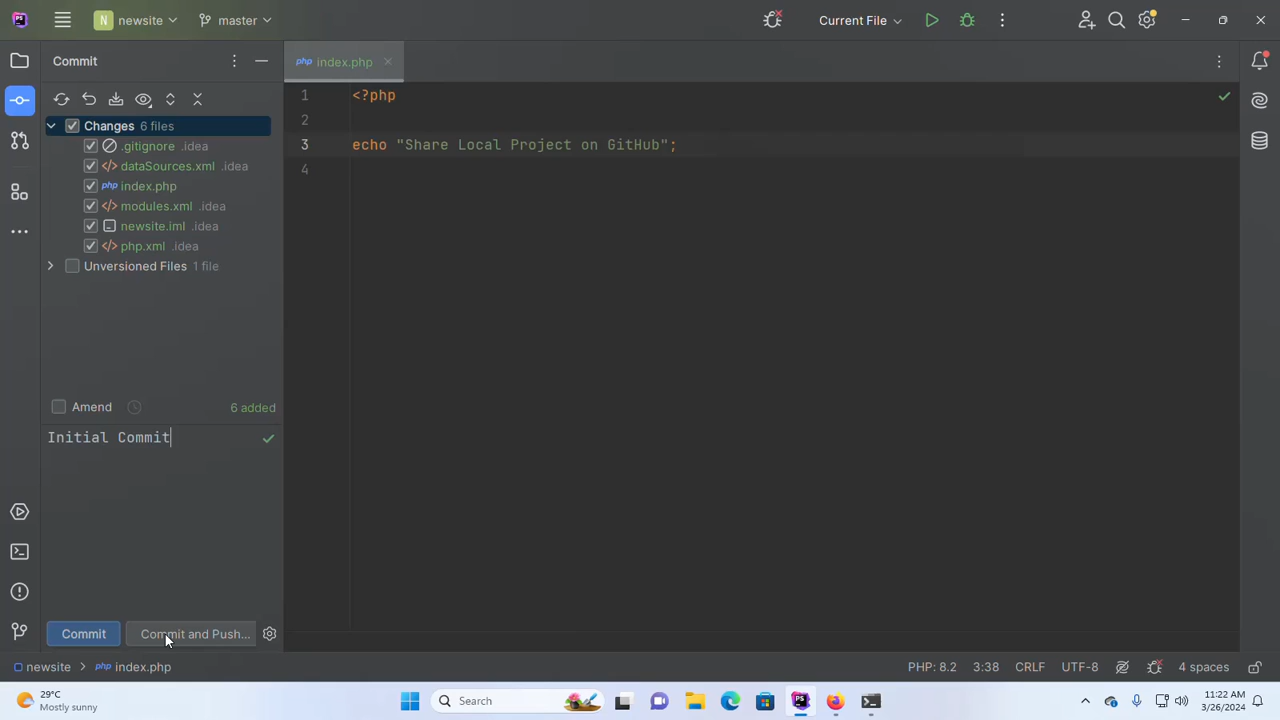 N newsite master Current File
Commit
index.php
Changes 6 files
.gitignore .idea
dataSources.xml .idea
index.php
modules.xml .idea
newsite.iml .idea
php.xml .idea
Unversioned Files 1 file
1 <?php
2
3 echo "Share Local Project on GitHub";
4
Amend 6 added
Initial Commit
Commit Commit and Push...
newsite index.php PHP: 8.2 3:38 CRLF UTF-8 4 spaces
29°C
Mostly sunny
Search
11:22 AM
3/26/2024